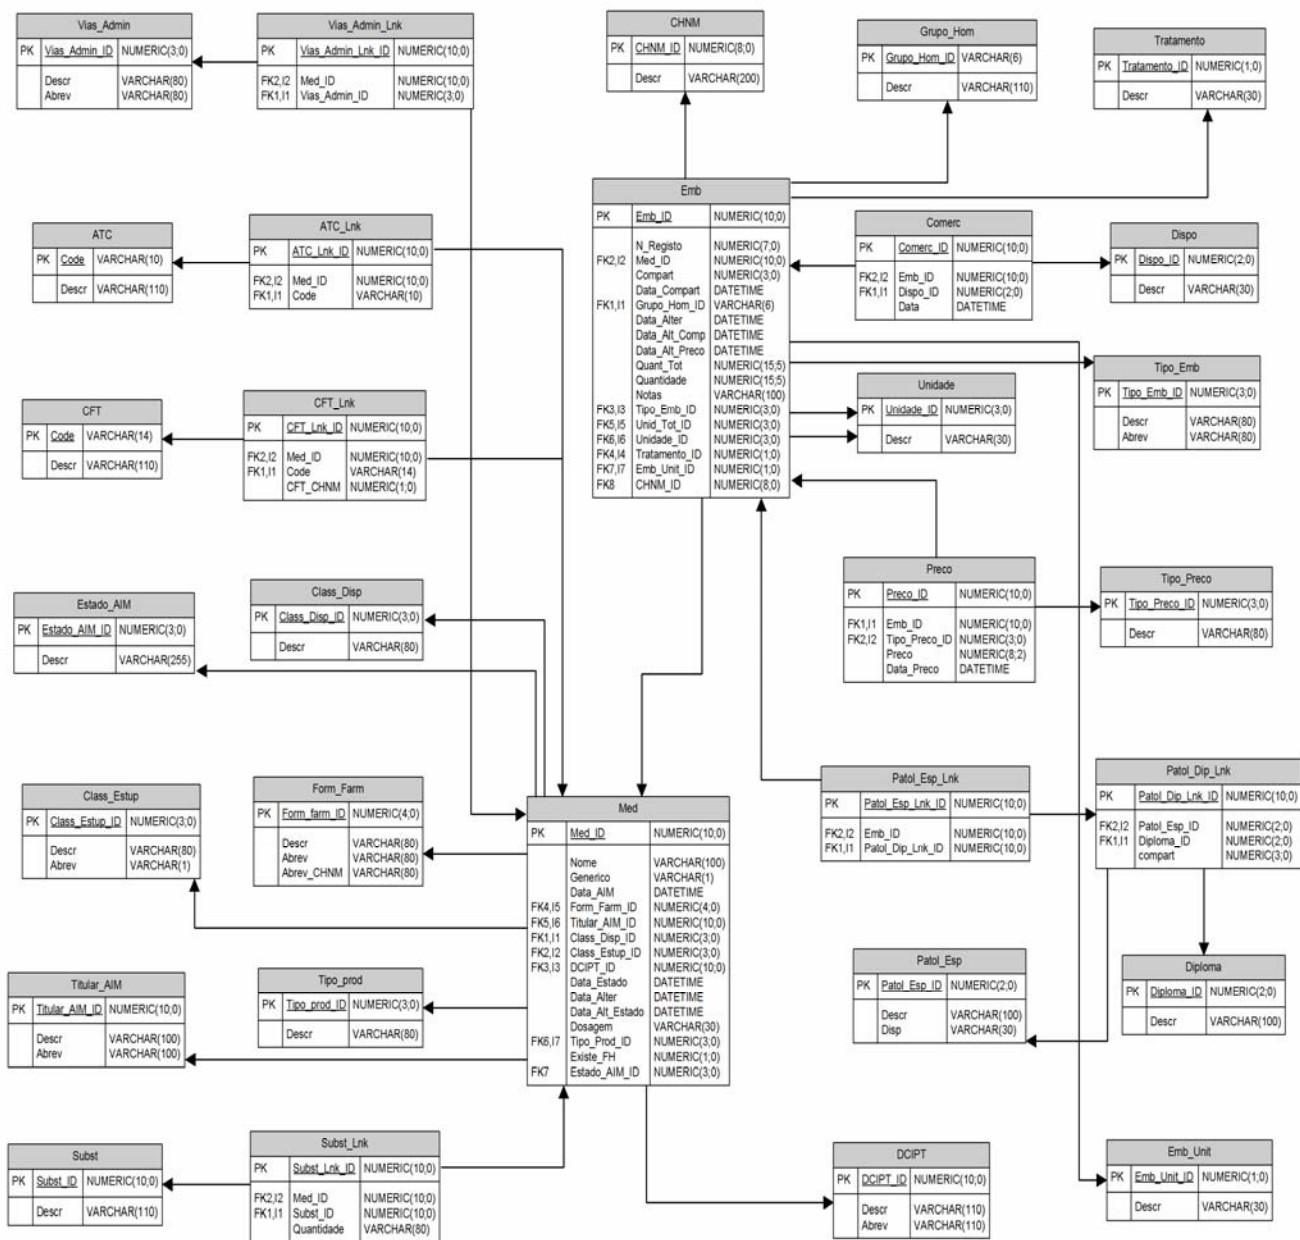 Vias_Admin
PK Vias_Admin_ID NUMERIC(3;0)
Descr VARCHAR(80)
Abrev VARCHAR(80)
Vias_Admin_Lnk
PK Vias_Admin_Lnk_ID NUMERIC(10;0)
FK2,I2 Med_ID NUMERIC(10;0)
FK1,I1 Vias_Admin_ID NUMERIC(3;0)
CHNM
PK CHNM_ID NUMERIC(8;0)
Descr VARCHAR(200)
Grupo_Hom
PK Grupo_Hom_ID VARCHAR(6)
Descr VARCHAR(110)
Tratamento
PK Tratamento_ID NUMERIC(1;0)
Descr VARCHAR(30)
ATC
PK Code VARCHAR(10)
Descr VARCHAR(110)
ATC_Lnk
PK ATC_Lnk_ID NUMERIC(10;0)
FK2,I2 Med_ID NUMERIC(10;0)
FK1,I1 Code VARCHAR(10)
Emb
PK Emb_ID NUMERIC(10;0)
N_Registo NUMERIC(7;0)
FK2,I2 Med_ID NUMERIC(10;0)
Compart NUMERIC(3;0)
Data_Compart DATETIME
FK1,I1 Grupo_Hom_ID VARCHAR(6)
Data_Alter DATETIME
Data_Alt_Comp DATETIME
Data_Alt_Preco DATETIME
Quant_Tot NUMERIC(15;5)
Quantidade NUMERIC(15;5)
Notas VARCHAR(100)
FK3,I3 Tipo_Emb_ID NUMERIC(3;0)
FK5,I5 Unid_Tot_ID NUMERIC(3;0)
FK6,I6 Unidade_ID NUMERIC(3;0)
FK4,I4 Tratamento_ID NUMERIC(1;0)
FK7,I7 Emb_Unit_ID NUMERIC(1;0)
FK8 CHNM_ID NUMERIC(8;0)
Comerc
PK Comerc_ID NUMERIC(10;0)
FK2,I2 Emb_ID NUMERIC(10;0)
FK1,I1 Dispo_ID NUMERIC(2;0)
Data DATETIME
Dispo
PK Dispo_ID NUMERIC(2;0)
Descr VARCHAR(30)
Unidade
PK Unidade_ID NUMERIC(3;0)
Descr VARCHAR(30)
Tipo_Emb
PK Tipo_Emb_ID NUMERIC(3;0)
Descr VARCHAR(80)
Abrev VARCHAR(80)
CFT
PK Code VARCHAR(14)
Descr VARCHAR(110)
CFT_Lnk
PK CFT_Lnk_ID NUMERIC(10;0)
FK2,I2 Med_ID NUMERIC(10;0)
FK1,I1 Code VARCHAR(14)
CFT_CHNM NUMERIC(1;0)
Estado_AIM
PK Estado_AIM_ID NUMERIC(3;0)
Descr VARCHAR(255)
Class_Disp
PK Class_Disp_ID NUMERIC(3;0)
Descr VARCHAR(80)
Preco
PK Preco_ID NUMERIC(10;0)
FK1,I1 Emb_ID NUMERIC(10;0)
FK2,I2 Tipo_Preco_ID NUMERIC(3;0)
Preco NUMERIC(8;2)
Data_Preco DATETIME
Tipo_Preco
PK Tipo_Preco_ID NUMERIC(3;0)
Descr VARCHAR(80)
Class_Estup
PK Class_Estup_ID NUMERIC(3;0)
Descr VARCHAR(80)
Abrev VARCHAR(1)
Form_Farm
PK Form_farm_ID NUMERIC(4;0)
Descr VARCHAR(80)
Abrev VARCHAR(80)
Abrev_CHNM VARCHAR(80)
Med
PK Med_ID NUMERIC(10;0)
Nome VARCHAR(100)
Generico VARCHAR(1)
Data_AIM DATETIME
FK4,I5 Form_Farm_ID NUMERIC(4;0)
FK5,I6 Titular_AIM_ID NUMERIC(10;0)
FK1,I1 Class_Disp_ID NUMERIC(3;0)
FK2,I2 Class_Estup_ID NUMERIC(3;0)
FK3,I3 DCIPT_ID NUMERIC(10;0)
Data_Estado DATETIME
Data_Alter DATETIME
Data_Alt_Estado DATETIME
Dosagem VARCHAR(30)
FK6,I7 Tipo_Prod_ID NUMERIC(3;0)
Existe_FH NUMERIC(1;0)
FK7 Estado_AIM_ID NUMERIC(3;0)
Patol_Esp_Lnk
PK Patol_Esp_Lnk_ID NUMERIC(10;0)
FK2,I2 Emb_ID NUMERIC(10;0)
FK1,I1 Patol_Dip_Lnk_ID NUMERIC(10;0)
Patol_Dip_Lnk
PK Patol_Dip_Lnk_ID NUMERIC(10;0)
FK2,I2 Patol_Esp_ID NUMERIC(2;0)
FK1,I1 Diploma_ID NUMERIC(2;0)
compart NUMERIC(3;0)
Titular_AIM
PK Titular_AIM_ID NUMERIC(10;0)
Descr VARCHAR(100)
Abrev VARCHAR(100)
Tipo_prod
PK Tipo_prod_ID NUMERIC(3;0)
Descr VARCHAR(80)
Patol_Esp
PK Patol_Esp_ID NUMERIC(2;0)
Descr VARCHAR(100)
Disp VARCHAR(30)
Diploma
PK Diploma_ID NUMERIC(2;0)
Descr VARCHAR(100)
Subst
PK Subst_ID NUMERIC(10;0)
Descr VARCHAR(110)
Subst_Lnk
PK Subst_Lnk_ID NUMERIC(10;0)
FK2,I2 Med_ID NUMERIC(10;0)
FK1,I1 Subst_ID NUMERIC(10;0)
Quantidade VARCHAR(80)
DCIPT
PK DCIPT_ID NUMERIC(10;0)
Descr VARCHAR(110)
Abrev VARCHAR(110)
Emb_Unit
PK Emb_Unit_ID NUMERIC(1;0)
Descr VARCHAR(30)